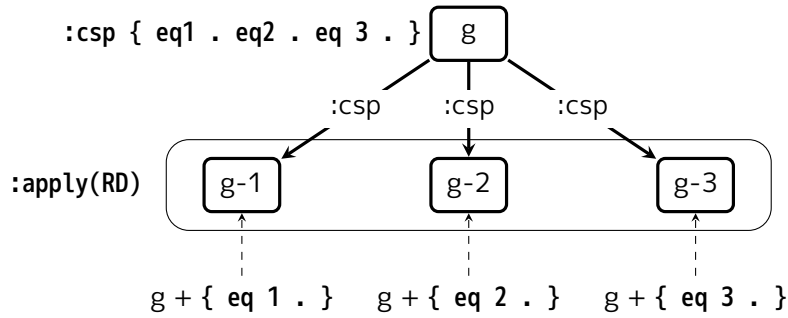 :csp { eq1 . eq2 . eq 3 . } g
:csp :csp :csp
:apply(RD) g-1 g-2 g-3
g + { eq 1 . } g + { eq 2 . } g + { eq 3 . }